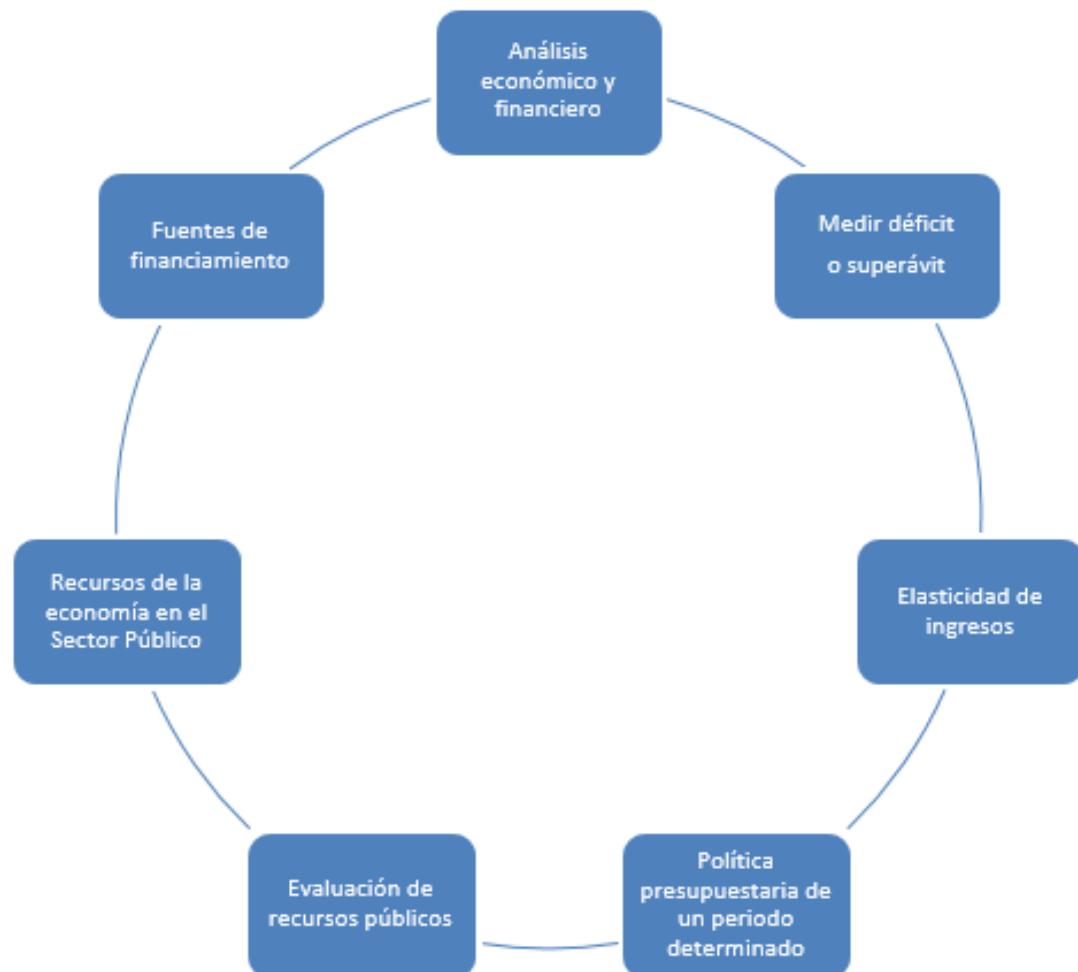 Análisis
económico y
financiero
Medir déficit
o superávit
Elasticidad de
ingresos
Política
presupuestaria de
un periodo
determinado
Evaluación de
recursos públicos
Recursos de la
economía en el
Sector Público
Fuentes de
financiamiento